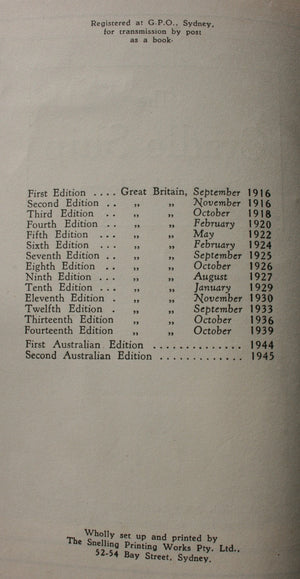 Registered at G.P.O., Sydney,
for transmission by post
as a book.
First Edition .... Great Britain, September 1916
Second Edition .. ,, ,, November 1916
Third Edition .. ,, ,, October 1918
Fourth Edition .. ,, ,, February 1920
Fifth Edition .. ,, ,, May 1922
Sixth Edition .. ,, ,, February 1924
Seventh Edition .. ,, ,, September 1925
Eighth Edition .. ,, ,, October 1926
Ninth Edition .. ,, ,, August 1927
Tenth Edition .. ,, ,, January 1929
Eleventh Edition . ,, ,, November 1930
Twelfth Edition . ,, ,, September 1933
Thirteenth Edition ,, ,, October 1936
Fourteenth Edition ,, ,, October 1939
First Australian Edition .............. 1944
Second Australian Edition ............. 1945
Wholly set up and printed by
The Snelling Printing Works Pty. Ltd.,
52-54 Bay Street, Sydney.